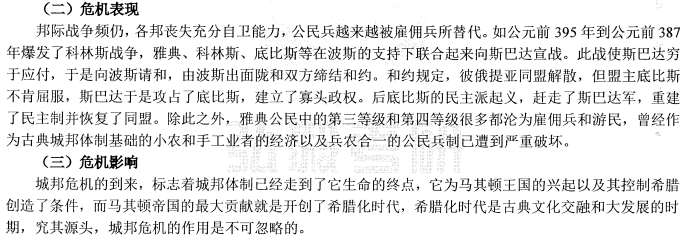 (二)危机表现
邦际战争频仍,各邦丧失充分自卫能力,公民兵越来越被雇佣兵所替代。如公元前 395 年到公元前 387
年爆发了科林斯战争,雅典、科林斯、底比斯等在波斯的支持下联合起来向斯巴达宣战。此战使斯巴达穷
于应付,于是向波斯请和,由波斯出面陇和双方缔结和约。和约规定,彼俄提亚同盟解散,但盟主底比斯
不肯屈服,斯巴达于是攻占了底比斯,建立了寡头政权。后底比斯的民主派起义,赶走了斯巴达军,重建
了民主制并恢复了同盟。除此之外,雅典公民中的第三等级和第四等级很多都沦为雇佣兵和游民,曾经作
为古典城邦体制基础的小农和手工业者的经济以及兵农合一的公民兵制已遭到严重破坏。
(三)危机影响
城邦危机的到来,标志着城邦体制已经走到了它生命的终点,它为马其顿王国的兴起以及其控制希腊
创造了条件,而马其顿帝国的最大贡献就是开创了希腊化时代,希腊化时代是古典文化交融和大发展的时
期,究其源头,城邦危机的作用是不可忽略的。